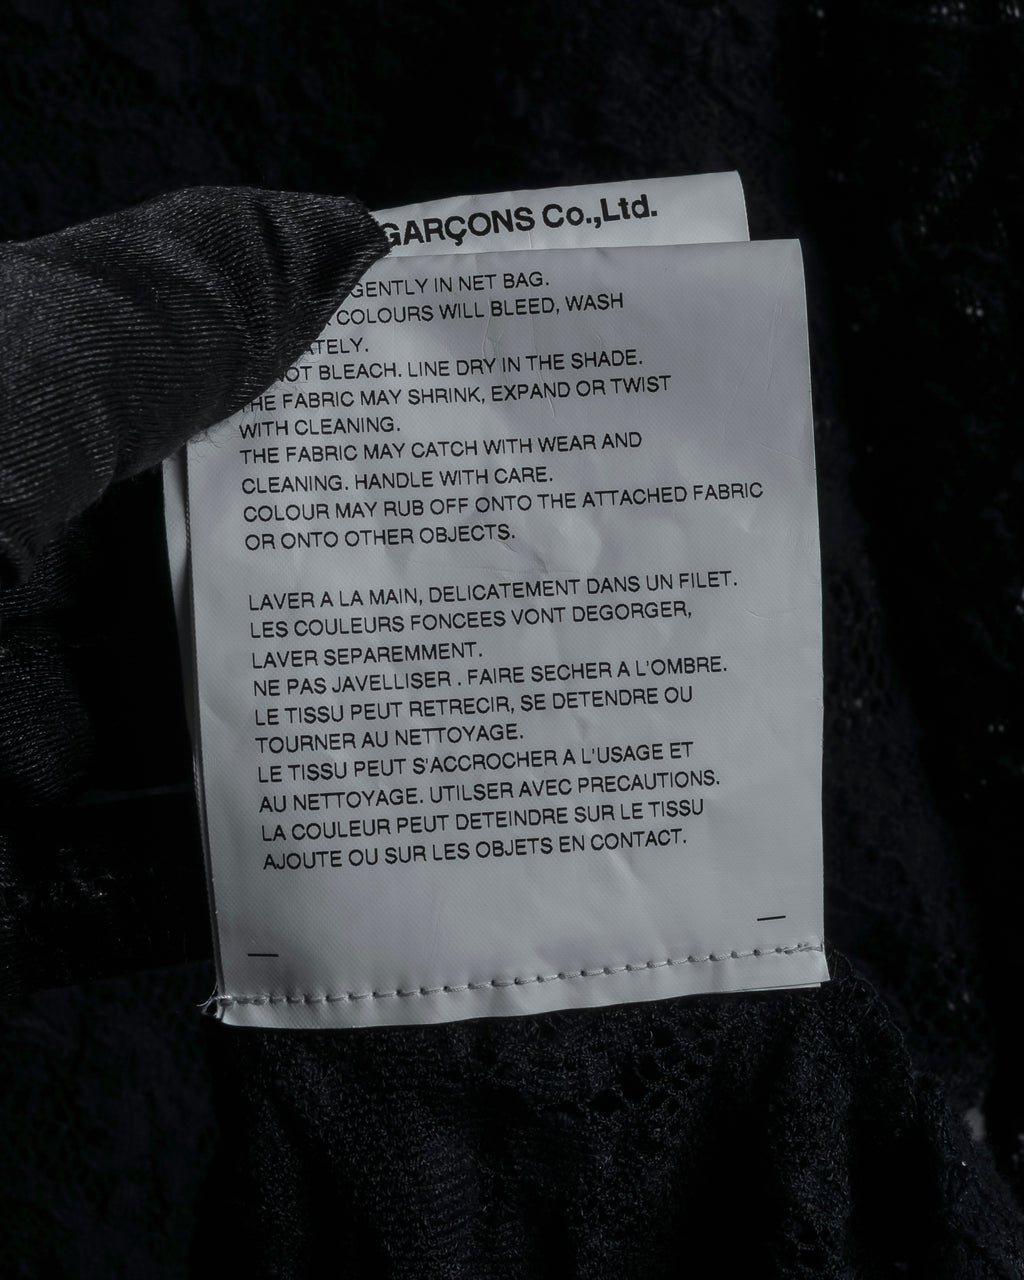 GARÇONS Co.,Ltd.
GENTLY IN NET BAG.
COLOURS WILL BLEED, WASH
ATELY.
NOT BLEACH. LINE DRY IN THE SHADE.
THE FABRIC MAY SHRINK, EXPAND OR TWIST
WITH CLEANING.
THE FABRIC MAY CATCH WITH WEAR AND
CLEANING. HANDLE WITH CARE.
COLOUR MAY RUB OFF ONTO THE ATTACHED FABRIC
OR ONTO OTHER OBJECTS.
LAVER A LA MAIN, DELICATEMENT DANS UN FILET.
LES COULEURS FONCEES VONT DEGORGER,
LAVER SEPAREMMENT.
NE PAS JAVELLISER . FAIRE SECHER A L'OMBRE.
LE TISSU PEUT RETRECIR, SE DETENDRE OU
TOURNER AU NETTOYAGE.
LE TISSU PEUT S'ACCROCHER A L'USAGE ET
AU NETTOYAGE. UTILSER AVEC PRECAUTIONS.
LA COULEUR PEUT DETEINDRE SUR LE TISSU
AJOUTE OU SUR LES OBJETS EN CONTACT.